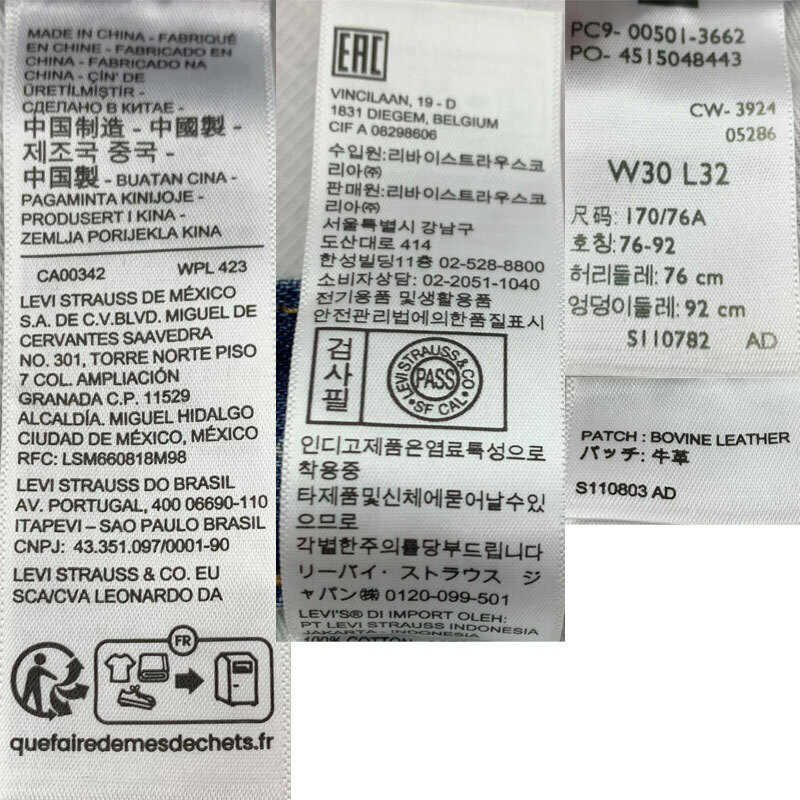 MADE IN CHINA - FABRIQUÉ
EN CHINE - FABRICADO EN
CHINA - FABRICADO NA
CHINA - ÇİN' DE
ÜRETİLMİŞTİR -
СДЕЛАНО В КИТАЕ -
中国制造 - 中國製 -
제조국 중국 -
中国製 - BUATAN CINA -
PAGAMINTA KINIJOJE -
PRODUSERT I KINA -
ZEMLJA PORIJEKLA KINA
CA00342 WPL 423
LEVI STRAUSS DE MÉXICO
S.A. DE C.V.BLVD. MIGUEL DE
CERVANTES SAAVEDRA
NO. 301, TORRE NORTE PISO
7 COL. AMPLIACIÓN
GRANADA C.P. 11529
ALCALDÍA. MIGUEL HIDALGO
CIUDAD DE MÉXICO, MÉXICO
RFC: LSM660818M98
LEVI STRAUSS DO BRASIL
AV. PORTUGAL, 400 06690-110
ITAPEVI – SAO PAULO BRASIL
CNPJ: 43.351.097/0001-90
LEVI STRAUSS & CO. EU
SCA/CVA LEONARDO DA
FR
quefairedemesdechets.fr
EAC
VINCILAAN, 19 - D
1831 DIEGEM, BELGIUM
CIF A 08298606
수입원:리바이스트라우스코
리아㈜
판매원:리바이스트라우스코
리아㈜
서울특별시 강남구
도산대로 414
한성빌딩11층 02-528-8800
소비자상담: 02-2051-1040
전기용품 및생활용품
안전관리법에의한품질표시
검사필
LEVI STRAUSS & CO
PASS
SF CAL
인디고제품은염료특성으로
착용중
타제품및신체에묻어날수있
으므로
각별한주의를당부드립니다
リーバイ・ストラウス ジ
ャパン㈱ 0120-099-501
LEVI'S® DI IMPORT OLEH:
PT LEVI STRAUSS INDONESIA
JAKARTA - INDONESIA
100% COTTON
PC9- 00501-3662
PO- 4515048443
CW- 3924
05286
W30 L32
尺码: 170/76A
호칭: 76-92
허리둘레: 76 cm
엉덩이둘레: 92 cm
S110782 AD
PATCH : BOVINE LEATHER
パッチ: 牛革
S110803 AD